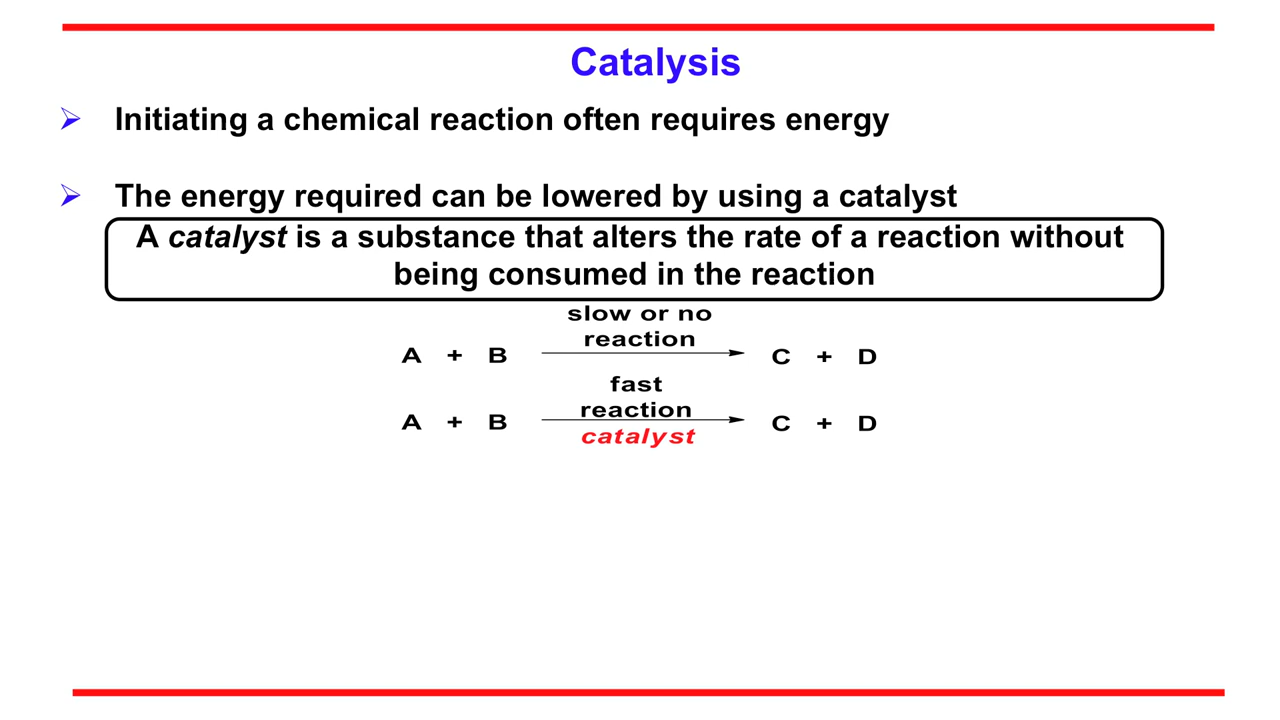 Catalysis
Initiating a chemical reaction often requires energy
The energy required can be lowered by using a catalyst
A catalyst is a substance that alters the rate of a reaction without
being consumed in the reaction
slow or no
reaction
A + B C + D
fast
reaction
A + B C + D
catalyst